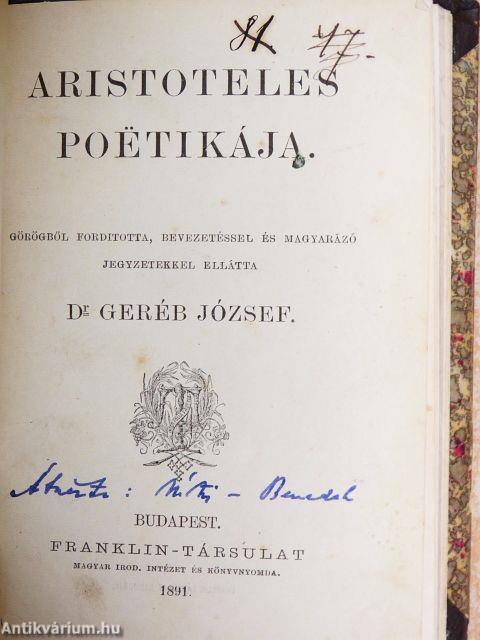 47.
ARISTOTELES
POËTIKÁJA.
GÖRÖGBŐL FORDITOTTA, BEVEZETÉSSEL ÉS MAGYARÁZÓ
JEGYZETEKKEL ELLÁTTA
Dr GERÉB JÓZSEF.
Benedek
BUDAPEST.
FRANKLIN-TÁRSULAT
MAGYAR IROD. INTÉZET ÉS KÖNYVNYOMDA.
1891.
Antikvárium.hu